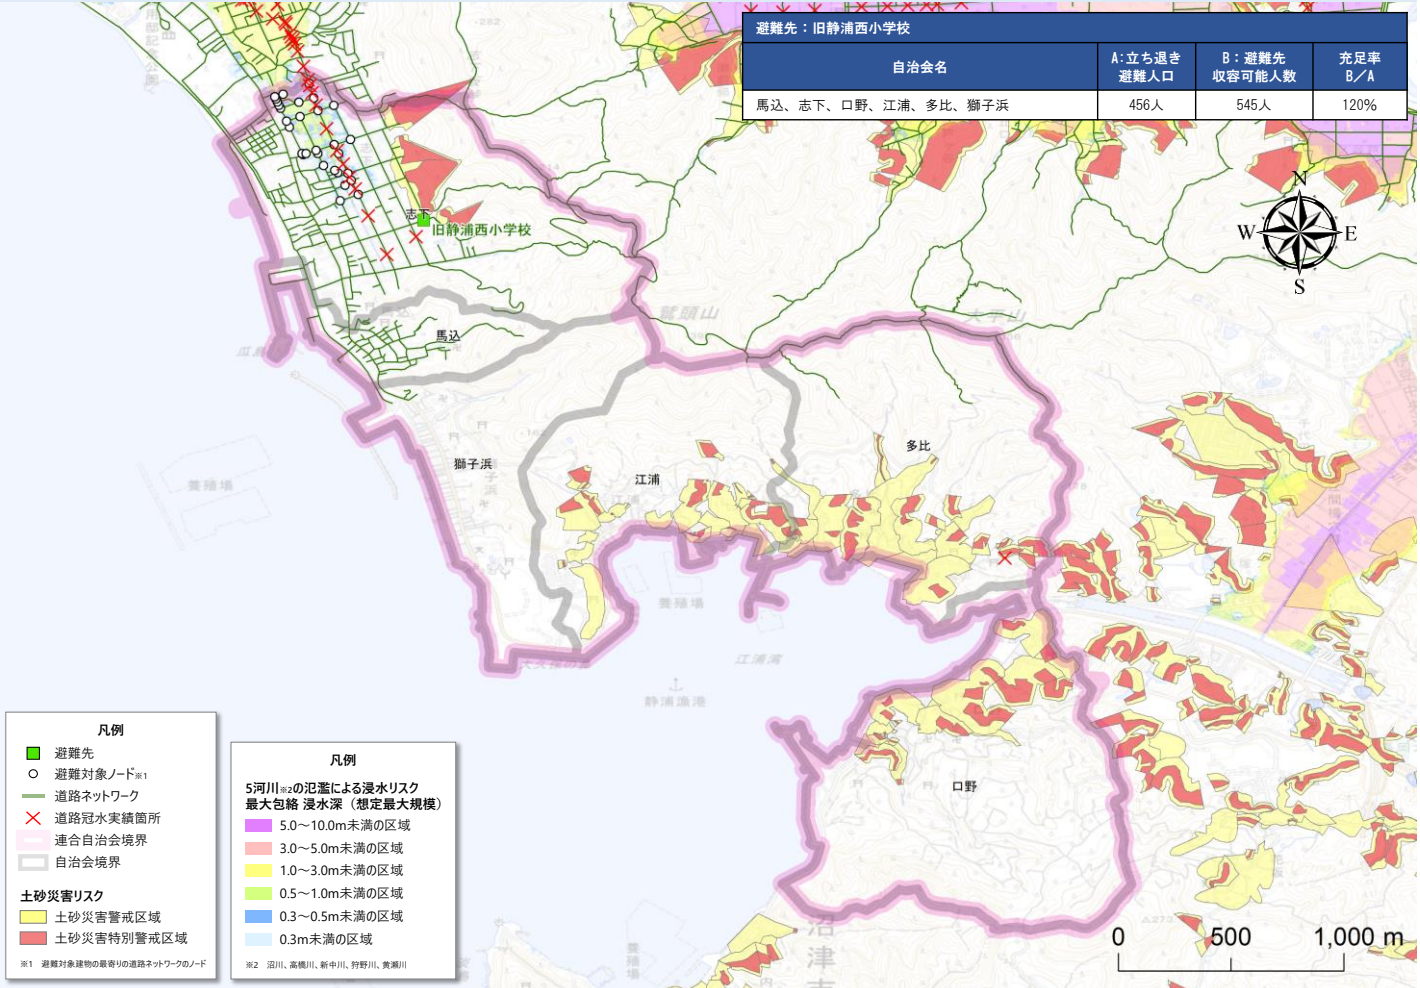 避難先：旧静浦西小学校
自治会名
A:立ち退き
避難人口
B：避難先
収容可能人数
充足率
B／A
馬込、志下、口野、江浦、多比、獅子浜
456人
545人
120%
N
W
E
S
志下
旧静浦西小学校
鷲頭山
馬込
多比
獅子浜
江浦
養殖場
養殖場
江浦湾
静浦漁港
口野
沼津市
養殖場
0 500 1,000 m
凡例
避難先
避難対象ノード※1
道路ネットワーク
道路冠水実績箇所
連合自治会境界
自治会境界
土砂災害リスク
土砂災害警戒区域
土砂災害特別警戒区域
※1 避難対象建物の最寄りの道路ネットワークのノード
凡例
5河川※2の氾濫による浸水リスク
最大包絡 浸水深（想定最大規模）
5.0～10.0m未満の区域
3.0～5.0m未満の区域
1.0～3.0m未満の区域
0.5～1.0m未満の区域
0.3～0.5m未満の区域
0.3m未満の区域
※2 沼川、高橋川、新中川、狩野川、黄瀬川